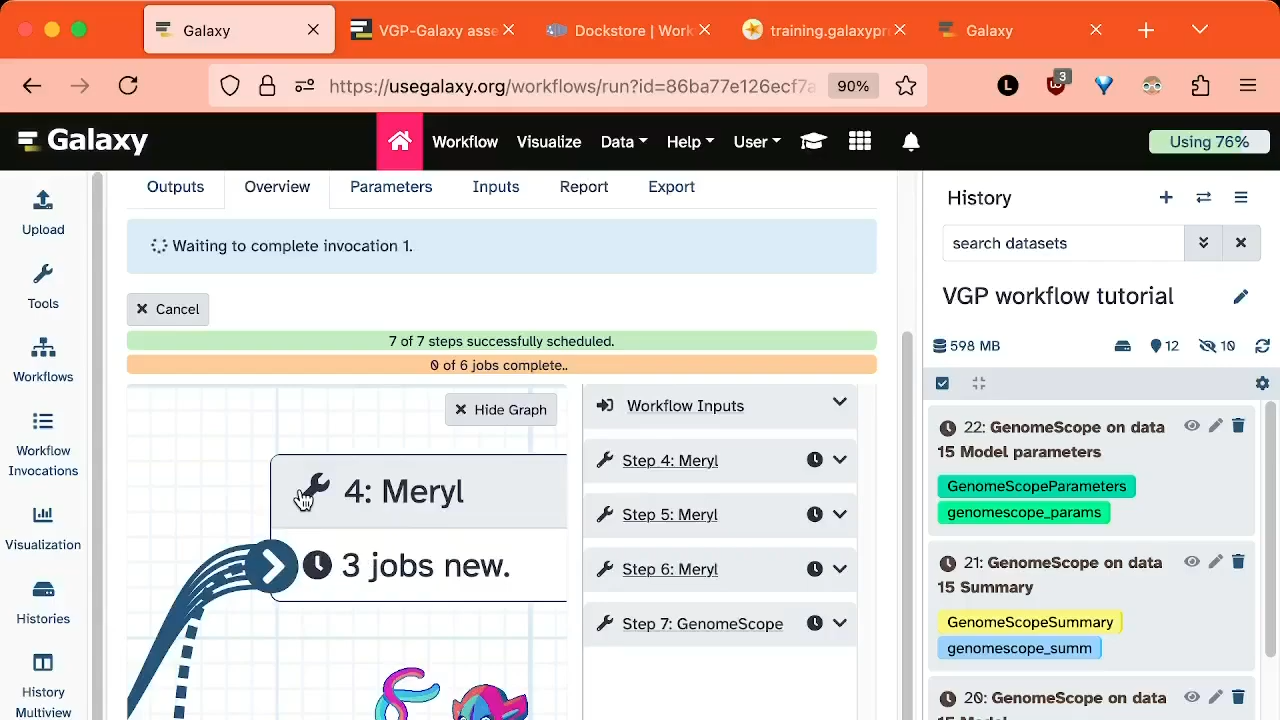 Galaxy
VGP-Galaxy asse
Dockstore | Work
training.galaxypr
Galaxy
https://usegalaxy.org/workflows/run?id=86ba77e126ecf7a
90%
L
3
Galaxy
Workflow
Visualize
Data
Help
User
Using 76%
Upload
Tools
Workflows
Workflow
Invocations
Visualization
Histories
History
Multiview
Outputs
Overview
Parameters
Inputs
Report
Export
Waiting to complete invocation 1.
Cancel
7 of 7 steps successfully scheduled.
0 of 6 jobs complete..
Hide Graph
4: Meryl
3 jobs new.
Workflow Inputs
Step 4: Meryl
Step 5: Meryl
Step 6: Meryl
Step 7: GenomeScope
History
search datasets
VGP workflow tutorial
598 MB
12
10
22: GenomeScope on data
15 Model parameters
GenomeScopeParameters
genomescope_params
21: GenomeScope on data
15 Summary
GenomeScopeSummary
genomescope_summ
20: GenomeScope on data
15 Model